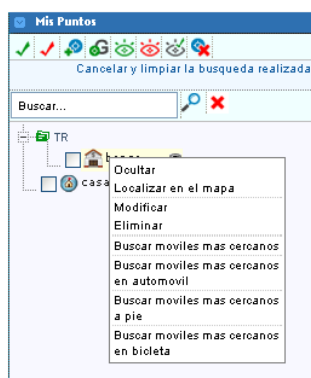 Mis Puntos
Cancelar y limpiar la busqueda realizada
Buscar...
TR
casa
Ocultar
Localizar en el mapa
Modificar
Eliminar
Buscar moviles mas cercanos
Buscar moviles mas cercanos
en automovil
Buscar moviles mas cercanos
a pie
Buscar moviles mas cercanos
en bicleta